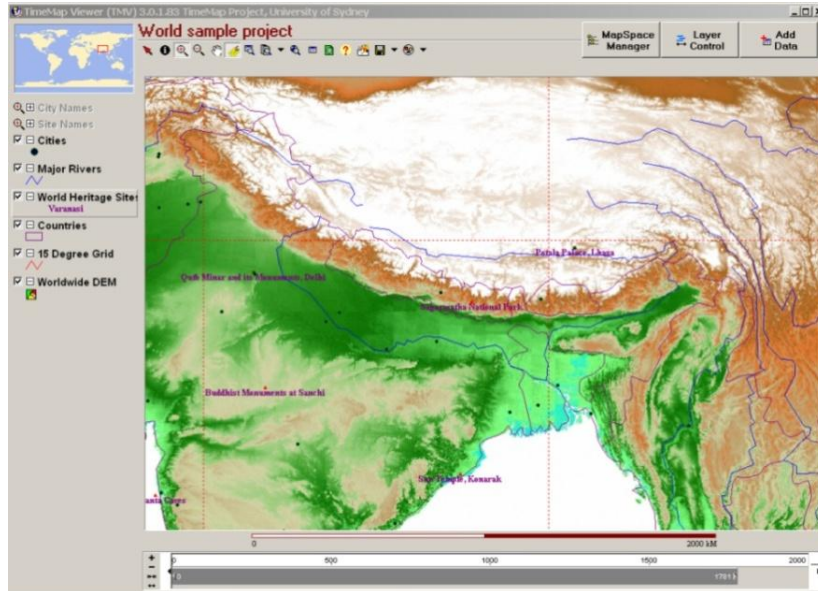 TimeMap Viewer (TMV) 3.0.1.83 TimeMap Project, University of Sydney
World sample project
MapSpace Manager
Layer Control
Add Data
City Names
Site Names
Cities
Major Rivers
World Heritage Sites
Varanasi
Countries
15 Degree Grid
Worldwide DEM
Potala Palace, Lhasa
Qutb Minar and its Monuments, Delhi
Sagarmatha National Park
Buddhist Monuments at Sanchi
Sun Temple, Konarak
anta Caves
0
2000 kM
0
500
1000
1500
2000
0